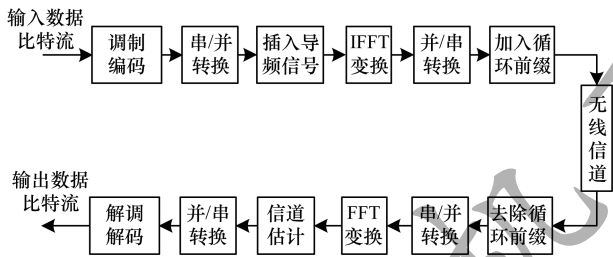 输入数据
比特流
调制
编码
串/并
转换
插入导
频信号
IFFT
变换
并/串
转换
加入循
环前缀
无
线
信
道
去除循
环前缀
串/并
转换
FFT
变换
信道
估计
并/串
转换
解调
解码
输出数据
比特流